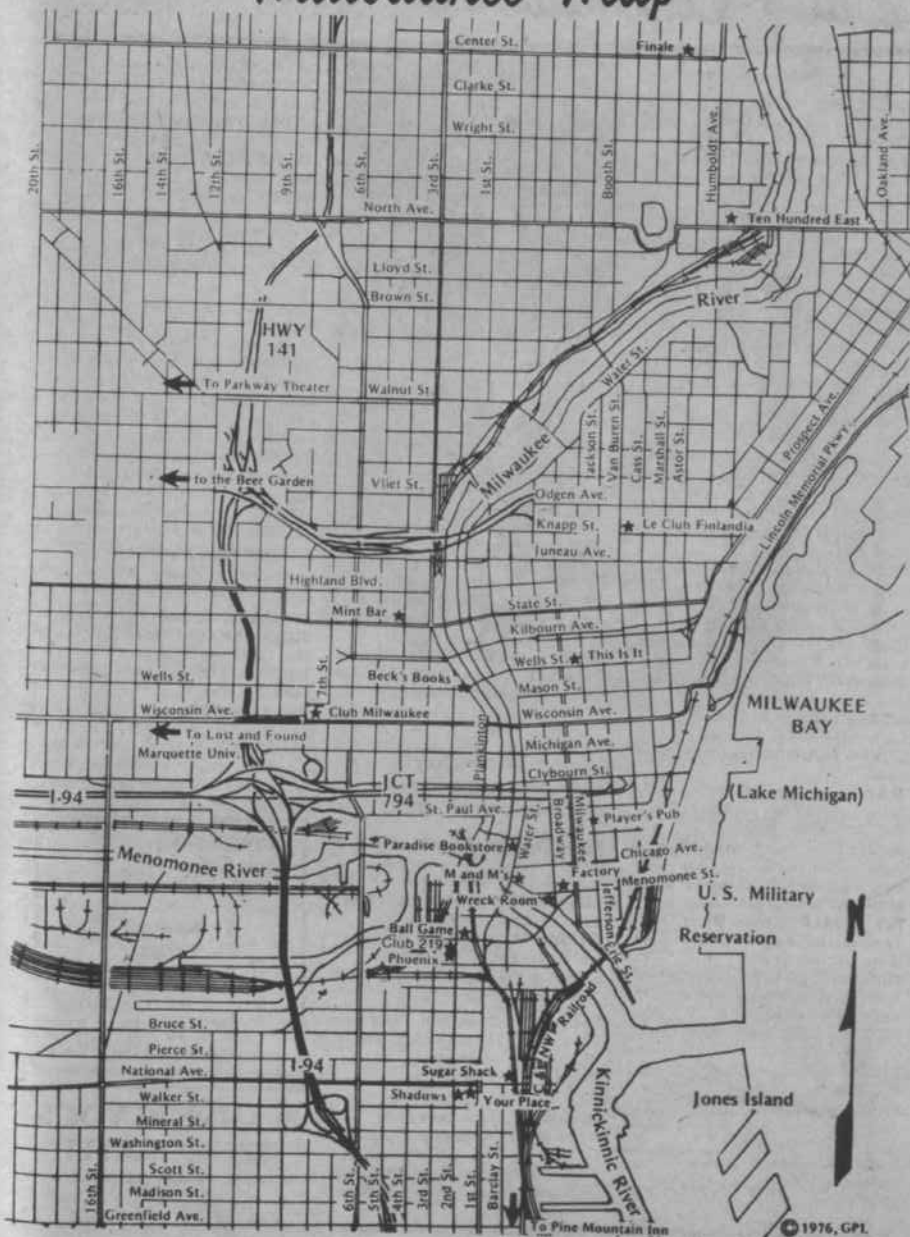 Milwaukee Map
Center St.
Finale
Clarke St.
Wright St.
20th St.
16th St.
14th St.
12th St.
9th St.
6th St.
3rd St.
1st St.
Booth St.
Humboldt Ave.
Oakland Ave.
North Ave.
Ten Hundred East
Lloyd St.
Brown St.
River
HWY
141
Water St.
To Parkway Theater
Walnut St.
Jackson St.
Van Buren St.
Cass St.
Marshall St.
Astor St.
Prospect Ave.
Lincoln Memorial Pkwy.
Milwaukee
to the Beer Garden
Vliet St.
Odgen Ave.
Knapp St.
Le Club Finlandia
Juneau Ave.
Highland Blvd.
State St.
Mint Bar
Kilbourn Ave.
Wells St.
This Is It
Beck's Books
Wells St.
7th St.
Mason St.
Wisconsin Ave.
Club Milwaukee
Wisconsin Ave.
MILWAUKEE
BAY
To Lost and Found
Plankinton
Michigan Ave.
Marquette Univ.
Clybourn St.
I-94
JCT
794
(Lake Michigan)
St. Paul Ave.
Water St.
Broadway
Milwaukee
Player's Pub
Paradise Bookstore
Chicago Ave.
Menomonee River
M and M's
Factory
Menomonee St.
U. S. Military
Reservation
Wreck Room
Jefferson
Erie St.
N
Ball Game
Club 219
Phoenix
Bruce St.
C&NW Railroad
Pierce St.
National Ave.
I-94
Sugar Shack
Walker St.
Shadows
Your Place
Kinnickinnic River
Jones Island
Mineral St.
Washington St.
Scott St.
16th St.
6th St.
5th St.
4th St.
3rd St.
2nd St.
1st St.
Barclay St.
Madison St.
Greenfield Ave.
To Pine Mountain Inn
© 1976, GPL